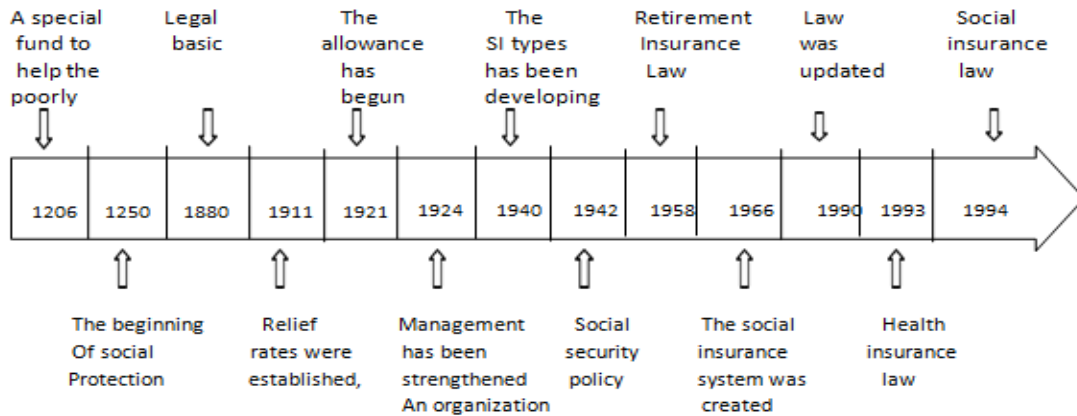 A special
fund to
help the
poorly
Legal
basic
The
allowance
has
begun
The
SI types
has been
developing
Retirement
Insurance
Law
Law
was
updated
Social
insurance
law
1206
1250
1880
1911
1921
1924
1940
1942
1958
1966
1990
1993
1994
The beginning
Of social
Protection
Relief
rates were
established,
Management
has been
strengthened
An organization
Social
security
policy
The social
insurance
system was
created
Health
insurance
law